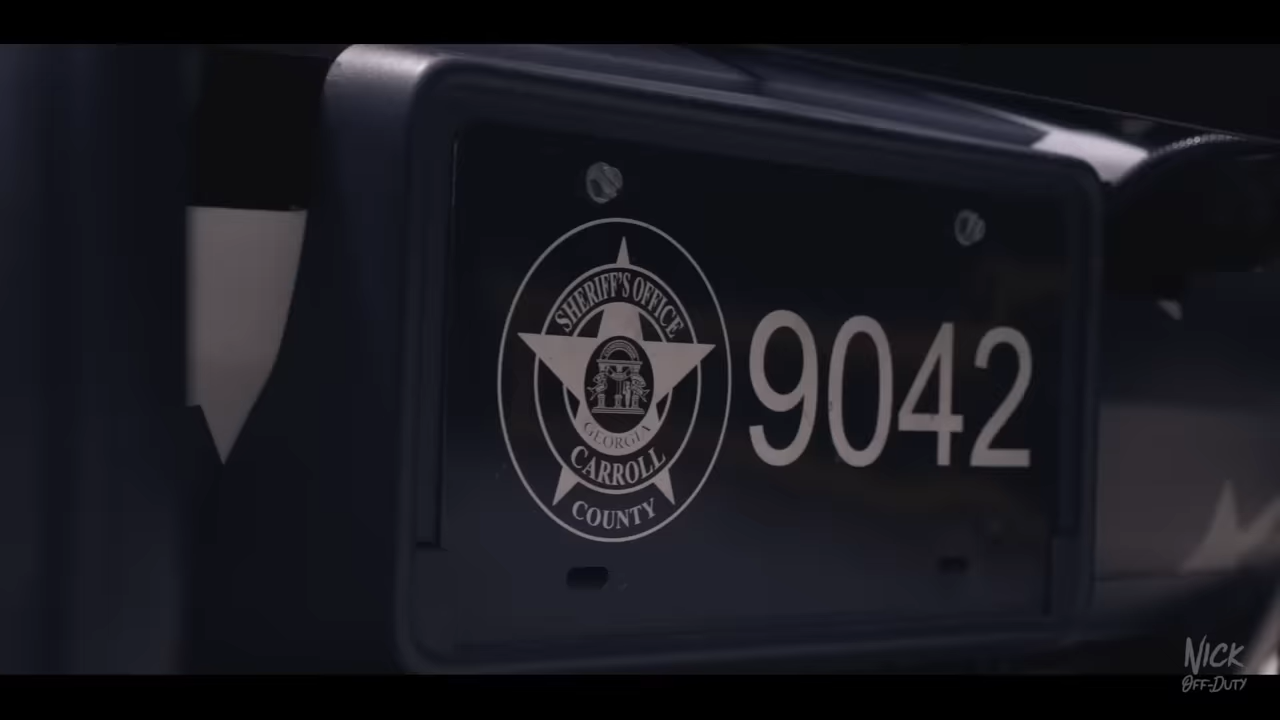 SHERIFF'S OFFICE
GEORGIA
CARROLL
COUNTY
9042
NICK
OFF-DUTY